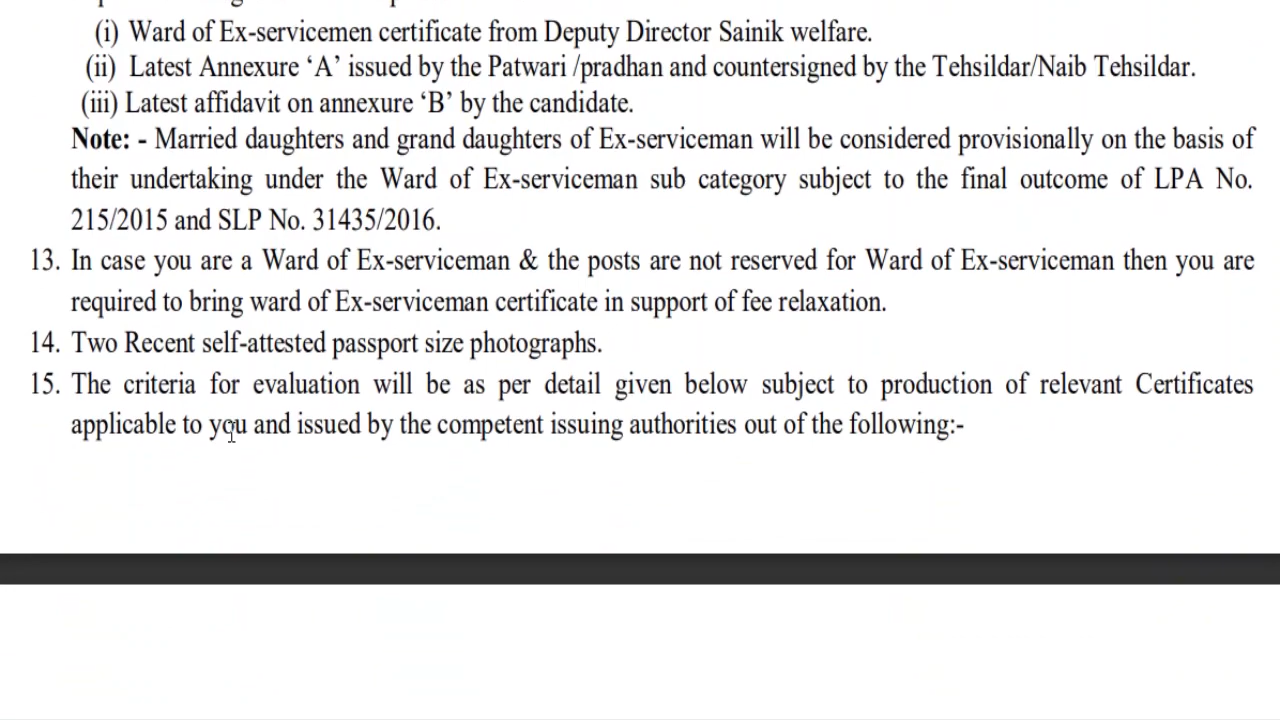 (i) Ward of Ex-servicemen certificate from Deputy Director Sainik welfare.
(ii) Latest Annexure ‘A’ issued by the Patwari /pradhan and countersigned by the Tehsildar/Naib Tehsildar.
(iii) Latest affidavit on annexure ‘B’ by the candidate.
Note: - Married daughters and grand daughters of Ex-serviceman will be considered provisionally on the basis of
their undertaking under the Ward of Ex-serviceman sub category subject to the final outcome of LPA No.
215/2015 and SLP No. 31435/2016.
13. In case you are a Ward of Ex-serviceman & the posts are not reserved for Ward of Ex-serviceman then you are
required to bring ward of Ex-serviceman certificate in support of fee relaxation.
14. Two Recent self-attested passport size photographs.
15. The criteria for evaluation will be as per detail given below subject to production of relevant Certificates
applicable to you and issued by the competent issuing authorities out of the following:-